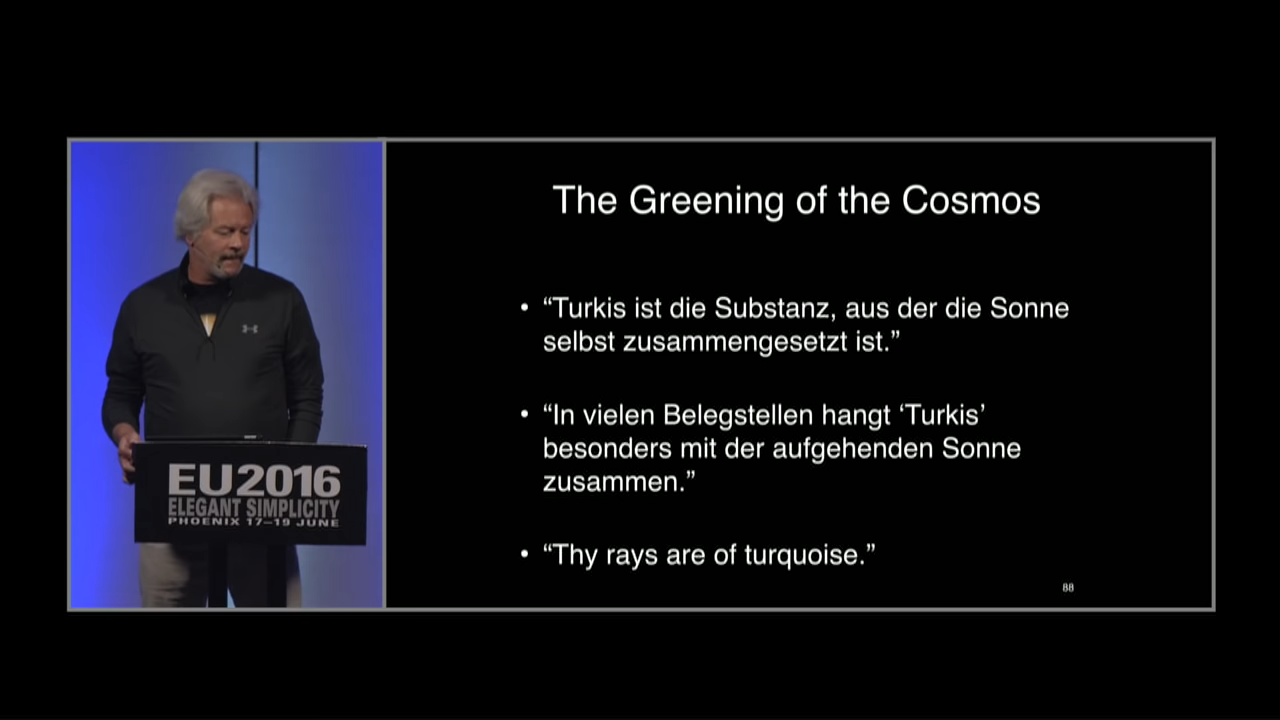 The Greening of the Cosmos
• “Turkis ist die Substanz, aus der die Sonne
selbst zusammengesetzt ist.”
• “In vielen Belegstellen hangt ‘Turkis’
besonders mit der aufgehenden Sonne
zusammen.”
• “Thy rays are of turquoise.”
88
EU2016
ELEGANT SIMPLICITY
PHOENIX 17–19 JUNE